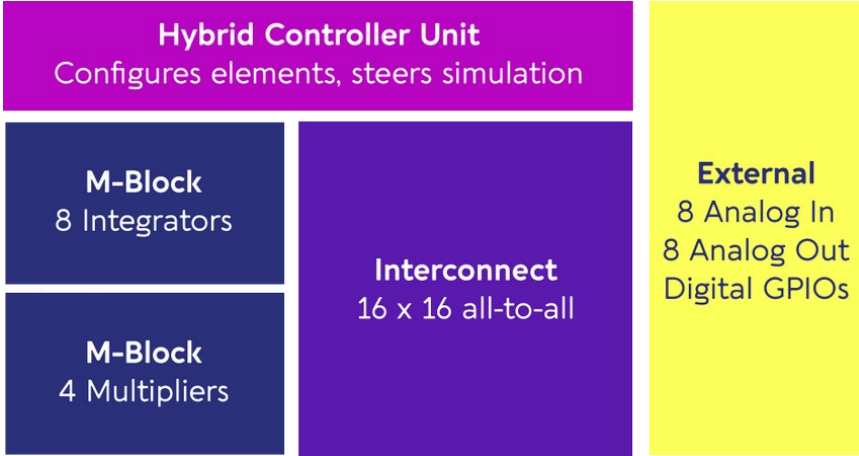 Hybrid Controller Unit
Configures elements, steers simulation
M-Block
8 Integrators
M-Block
4 Multipliers
Interconnect
16 x 16 all-to-all
External
8 Analog In
8 Analog Out
Digital GPIOs